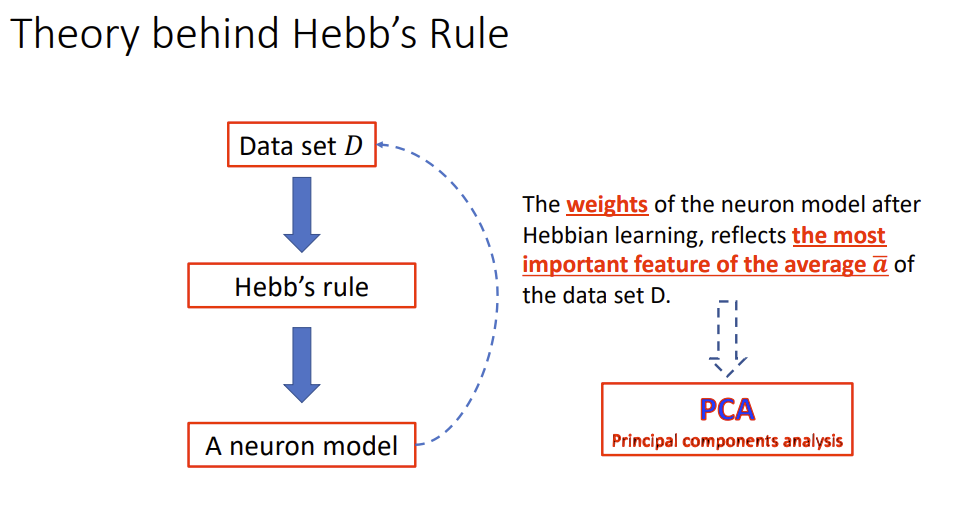 Theory behind Hebb’s Rule
Data set D
Hebb’s rule
A neuron model
The weights of the neuron model after
Hebbian learning, reflects the most
important feature of the average a̅ of
the data set D.
PCA
Principal components analysis